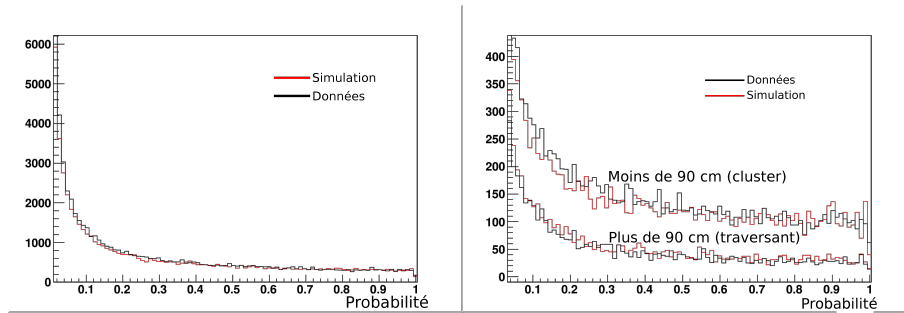 6000
5000
4000
3000
2000
1000
0
Simulation
Données
0.1 0.2 0.3 0.4 0.5 0.6 0.7 0.8 0.9 1
Probabilité
400
350
300
250
200
150
100
50
0
Données
Simulation
Moins de 90 cm (cluster)
Plus de 90 cm (traversant)
0.1 0.2 0.3 0.4 0.5 0.6 0.7 0.8 0.9 1
Probabilité